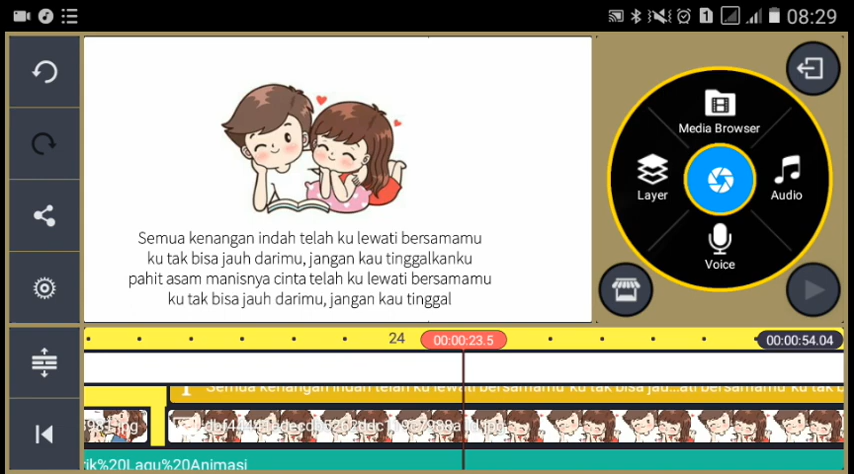 08:29
Semua kenangan indah telah ku lewati bersamamu
ku tak bisa jauh darimu, jangan kau tinggalkanku
pahit asam manisnya cinta telah ku lewati bersamamu
ku tak bisa jauh darimu, jangan kau tinggal
Media Browser
Layer
Audio
Voice
24
00:00:23.5
00:00:54.04
T Semua kenangan indah telah ku lewati bersamamu ku tak bisa jau...ati bersamamu ku tak b
.jpg
rik%20Lagu%20Animasi